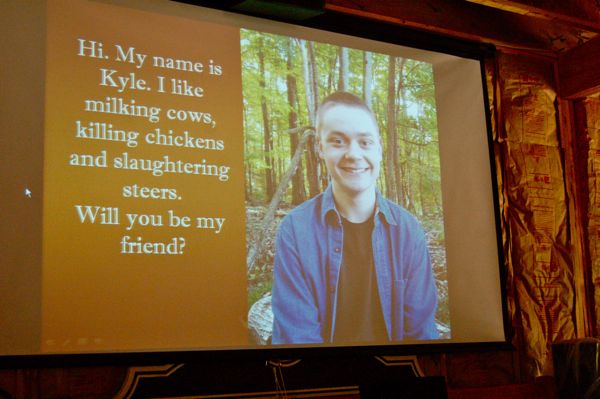 Hi. My name is
Kyle. I like
milking cows,
killing chickens
and slaughtering
steers.
Will you be my
friend?